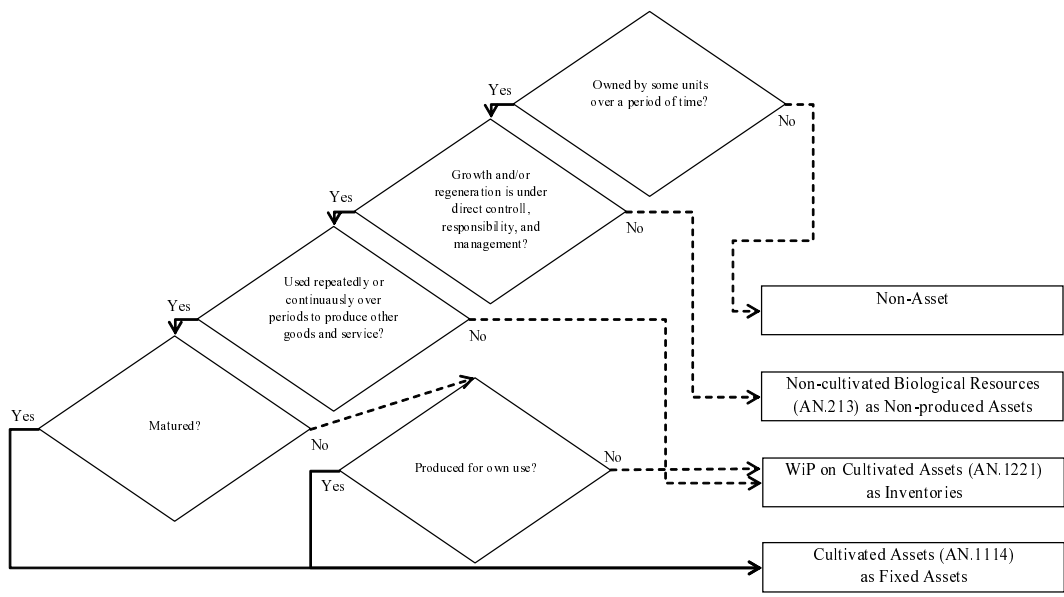 Owned by some units
over a period of time?
Yes
No
Growth and/or
regeneration is under
direct controll,
responsibility, and
management?
Yes
No
Used repeatedly or
continuously over
periods to produce other
goods and service?
Yes
No
Matured?
Yes
No
Produced for own use?
Yes
No
Non-Asset
Non-cultivated Biological Resources
(AN.213) as Non-produced Assets
WiP on Cultivated Assets (AN.1221)
as Inventories
Cultivated Assets (AN.1114)
as Fixed Assets